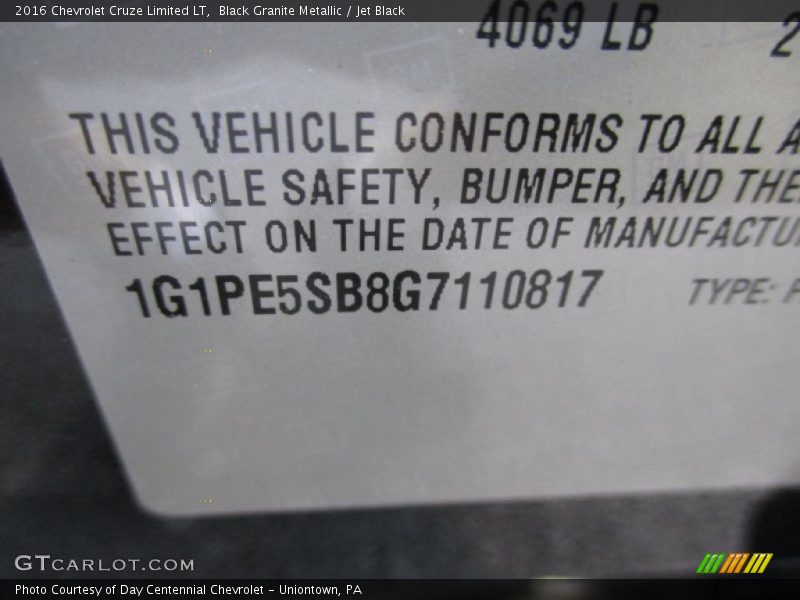 2016 Chevrolet Cruze Limited LT, Black Granite Metallic / Jet Black
4069 LB 2
THIS VEHICLE CONFORMS TO ALL A
VEHICLE SAFETY, BUMPER, AND THE
EFFECT ON THE DATE OF MANUFACTU
1G1PE5SB8G7110817 TYPE: P
GTCARLOT.COM
Photo Courtesy of Day Centennial Chevrolet – Uniontown, PA